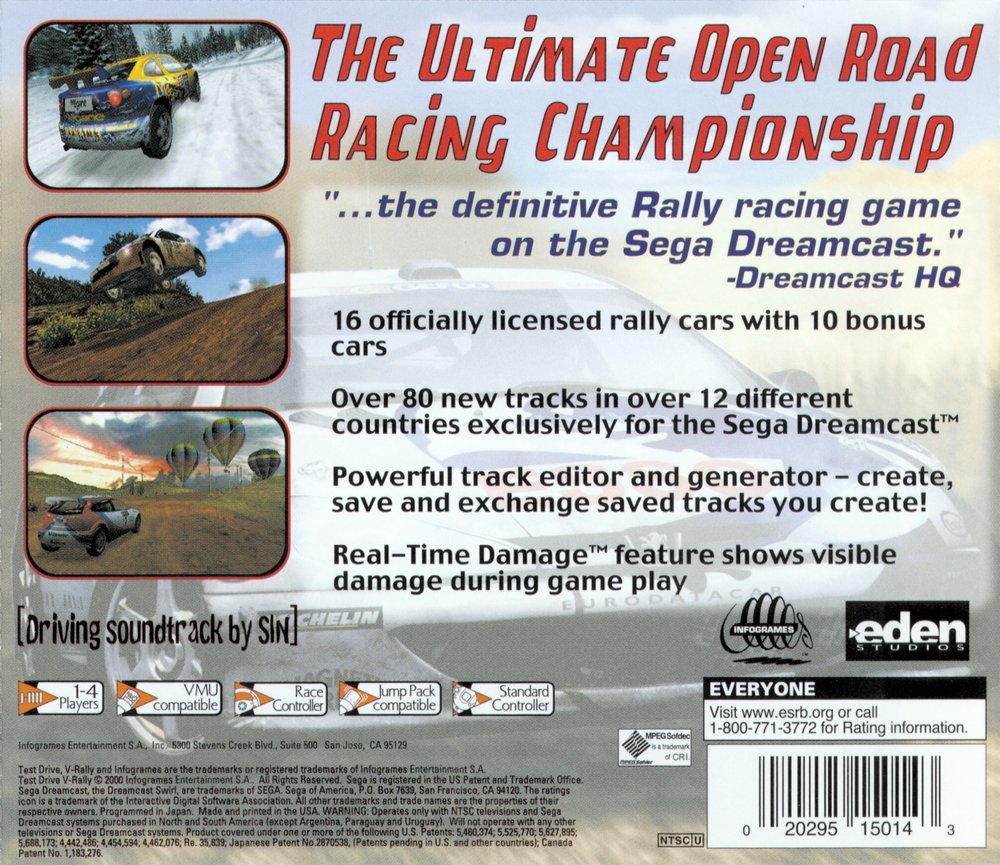 The Ultimate Open Road
Racing Championship
"...the definitive Rally racing game
on the Sega Dreamcast."
-Dreamcast HQ
16 officially licensed rally cars with 10 bonus
cars
Over 80 new tracks in over 12 different
countries exclusively for the Sega Dreamcast™
Powerful track editor and generator – create,
save and exchange saved tracks you create!
Real-Time Damage™ feature shows visible
damage during game play
EURODATACAR
MICHELIN
[Driving soundtrack by SIN]
INFOGRAMES™
eden
STUDIOS
1-4
Players
VMU
compatible
Race
Controller
Jump Pack
compatible
Standard
Controller
EVERYONE
Visit www.esrb.org or call
1-800-771-3772 for Rating information.
MPEG Sofdec
is a trademark
of CRI.
MPEG Sofdec
Infogrames Entertainment S.A., Inc. 5300 Stevens Creek Blvd., Suite 500 San Jose, CA 95129
Test Drive, V-Rally and Infogrames are the trademarks or registered trademarks of Infogrames Entertainment S.A.
Test Drive V-Rally © 2000 Infogrames Entertainment S.A. All Rights Reserved. Sega is registered in the US Patent and Trademark Office.
Sega Dreamcast, the Dreamcast Swirl, are trademarks of SEGA. Sega of America, P.O. Box 7639, San Francisco, CA 94120. The ratings
icon is a trademark of the Interactive Digital Software Association. All other trademarks and trade names are the properties of their
respective owners. Programmed in Japan. Made and printed in the USA. WARNING: Operates only with NTSC televisions and Sega
Dreamcast systems purchased in North and South America (except Argentina, Paraguay and Uruguay). Will not operate with any other
televisions or Sega Dreamcast systems. Product covered under one or more of the following U.S. Patents: 5,460,374; 5,525,770; 5,627,895;
5,688,173; 4,442,486; 4,454,594; 4,462,076; Re. 35,839; Japanese Patent No.2870538, (Patents pending in U.S. and other countries); Canada
Patent No. 1,183,276.
NTSC U
0 20295 15014 3